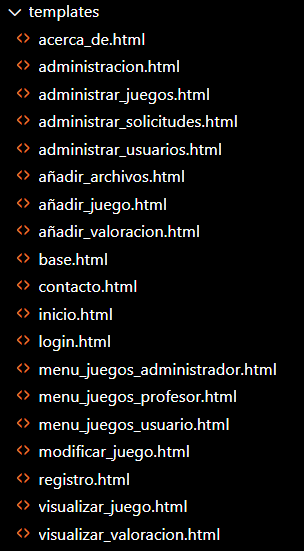 templates
acerca_de.html
administracion.html
administrar_juegos.html
administrar_solicitudes.html
administrar_usuarios.html
añadir_archivos.html
añadir_juego.html
añadir_valoracion.html
base.html
contacto.html
inicio.html
login.html
menu_juegos_administrador.html
menu_juegos_profesor.html
menu_juegos_usuario.html
modificar_juego.html
registro.html
visualizar_juego.html
visualizar_valoracion.html